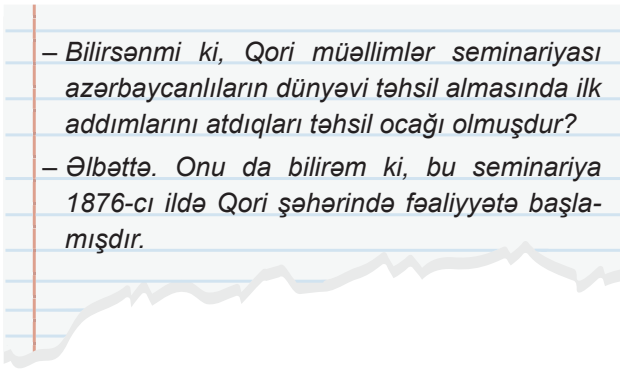 – Bilirsənmi ki, Qori müəllimlər seminariyası
azərbaycanlıların dünyəvi təhsil almasında ilk
addımlarını atdıqları təhsil ocağı olmuşdur?
– Əlbəttə. Onu da bilirəm ki, bu seminariya
1876-cı ildə Qori şəhərində fəaliyyətə başla-
mışdır.